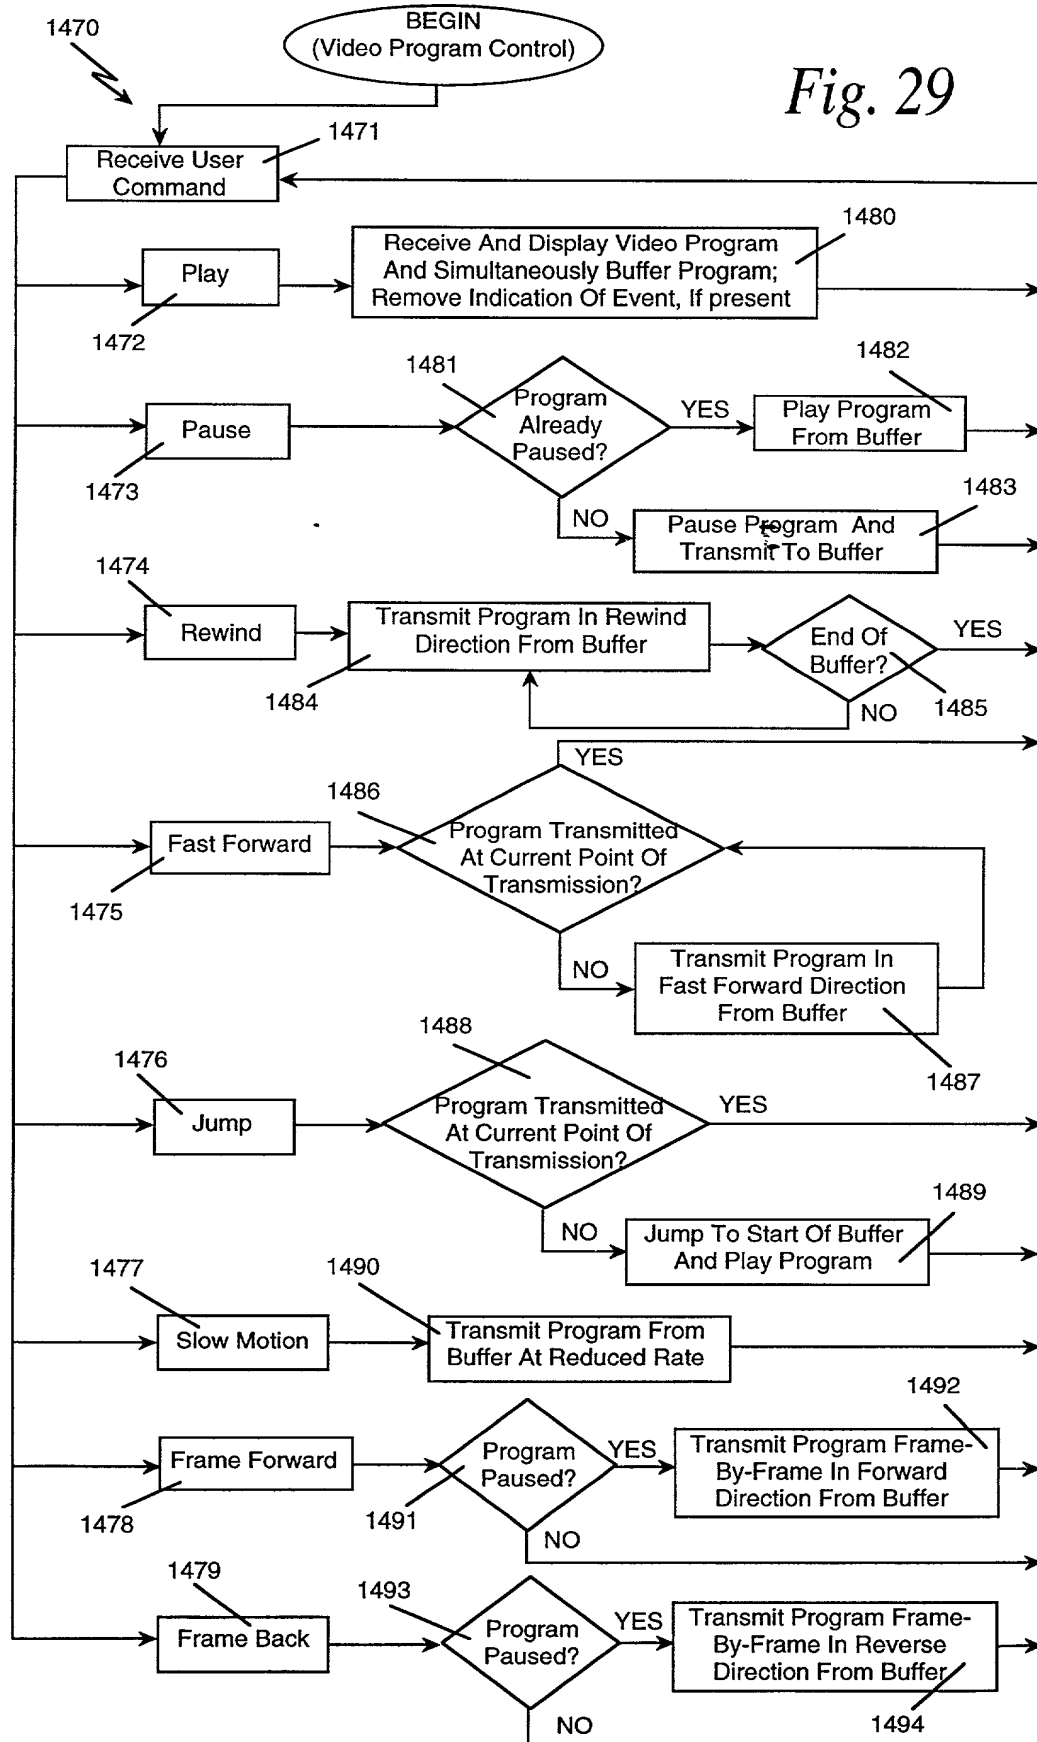 1470
BEGIN
(Video Program Control)
Fig. 29
1471
Receive User
Command
1480
Receive And Display Video Program
And Simultaneously Buffer Program;
Remove Indication Of Event, If present
Play
1472
1481
1482
Program
Already
Paused?
YES
Play Program
From Buffer
Pause
1473
1483
NO
Pause Program And
Transmit To Buffer
1474
Rewind
Transmit Program In Rewind
Direction From Buffer
1484
End Of
Buffer?
YES
NO
1485
YES
1486
Fast Forward
Program Transmitted
At Current Point Of
Transmission?
1475
NO
Transmit Program In
Fast Forward Direction
From Buffer
1487
1488
1476
Jump
Program Transmitted
At Current Point Of
Transmission?
YES
1489
NO
Jump To Start Of Buffer
And Play Program
1477
1490
Slow Motion
Transmit Program From
Buffer At Reduced Rate
1492
Frame Forward
Program
Paused?
YES
Transmit Program Frame-
By-Frame In Forward
Direction From Buffer
1478
1491
NO
1479
1493
Frame Back
Program
Paused?
YES
Transmit Program Frame-
By-Frame In Reverse
Direction From Buffer
NO
1494